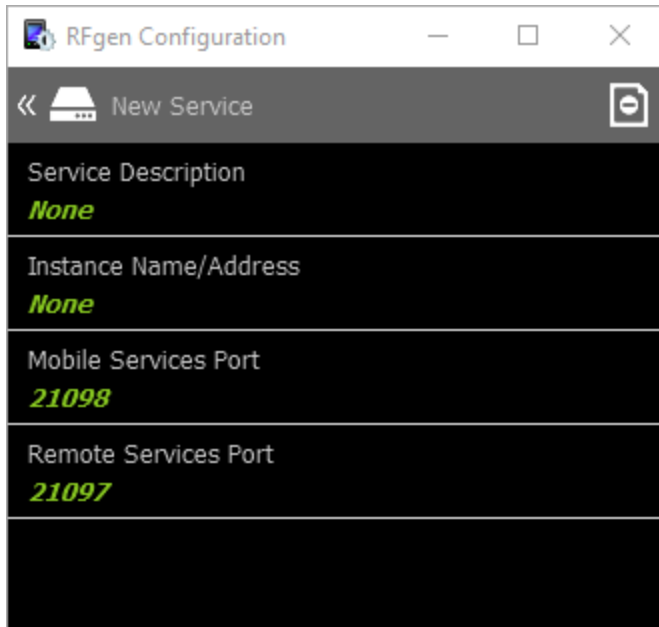 RFgen Configuration
« New Service
Service Description
None
Instance Name/Address
None
Mobile Services Port
21098
Remote Services Port
21097